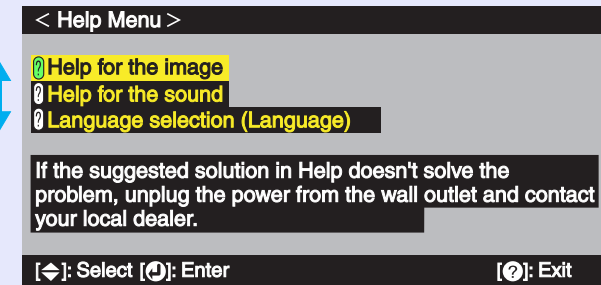 < Help Menu >
? Help for the image
? Help for the sound
? Language selection (Language)
If the suggested solution in Help doesn't solve the
problem, unplug the power from the wall outlet and contact
your local dealer.
[◆]: Select [⏎]: Enter [?]: Exit